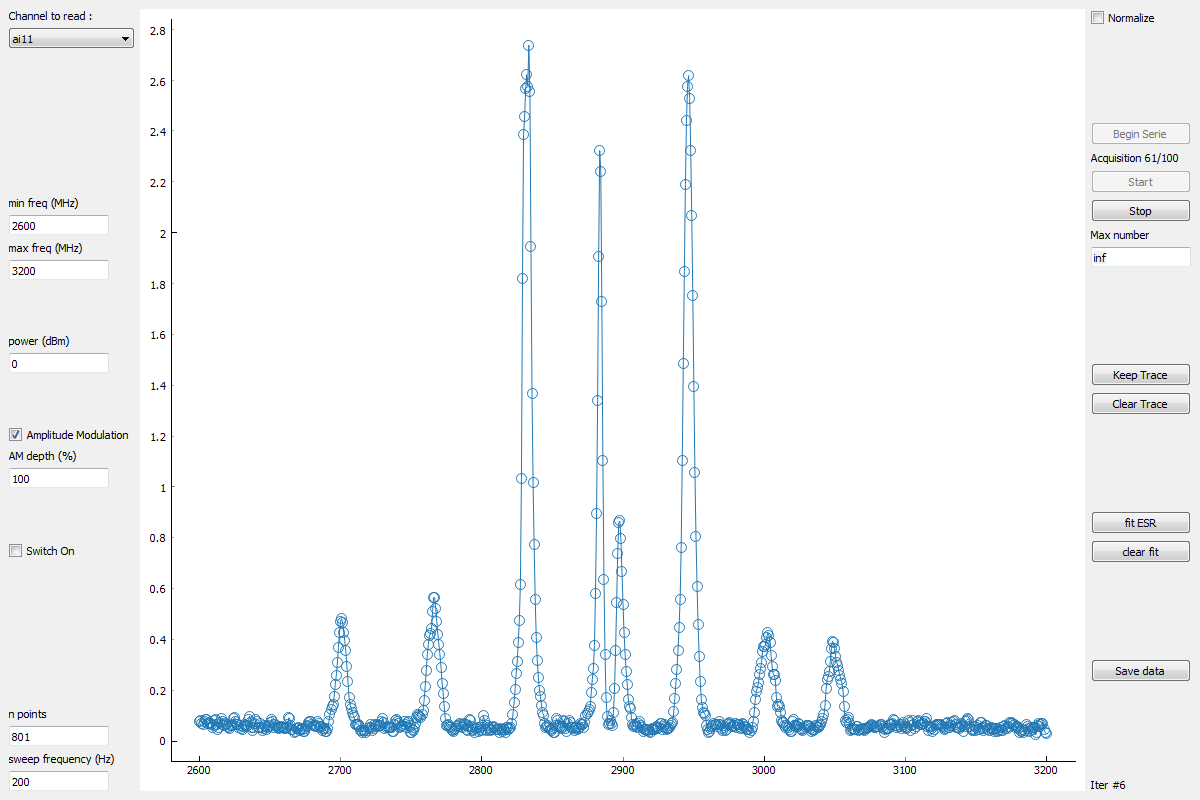 Channel to read :
ai11
min freq (MHz)
2600
max freq (MHz)
3200
power (dBm)
0
Amplitude Modulation
AM depth (%)
100
Switch On
n points
801
sweep frequency (Hz)
200
2.8
2.6
2.4
2.2
2
1.8
1.6
1.4
1.2
1
0.8
0.6
0.4
0.2
0
2600 2700 2800 2900 3000 3100 3200
Normalize
Begin Serie
Acquisition 61/100
Start
Stop
Max number
inf
Keep Trace
Clear Trace
fit ESR
clear fit
Save data
Iter #6